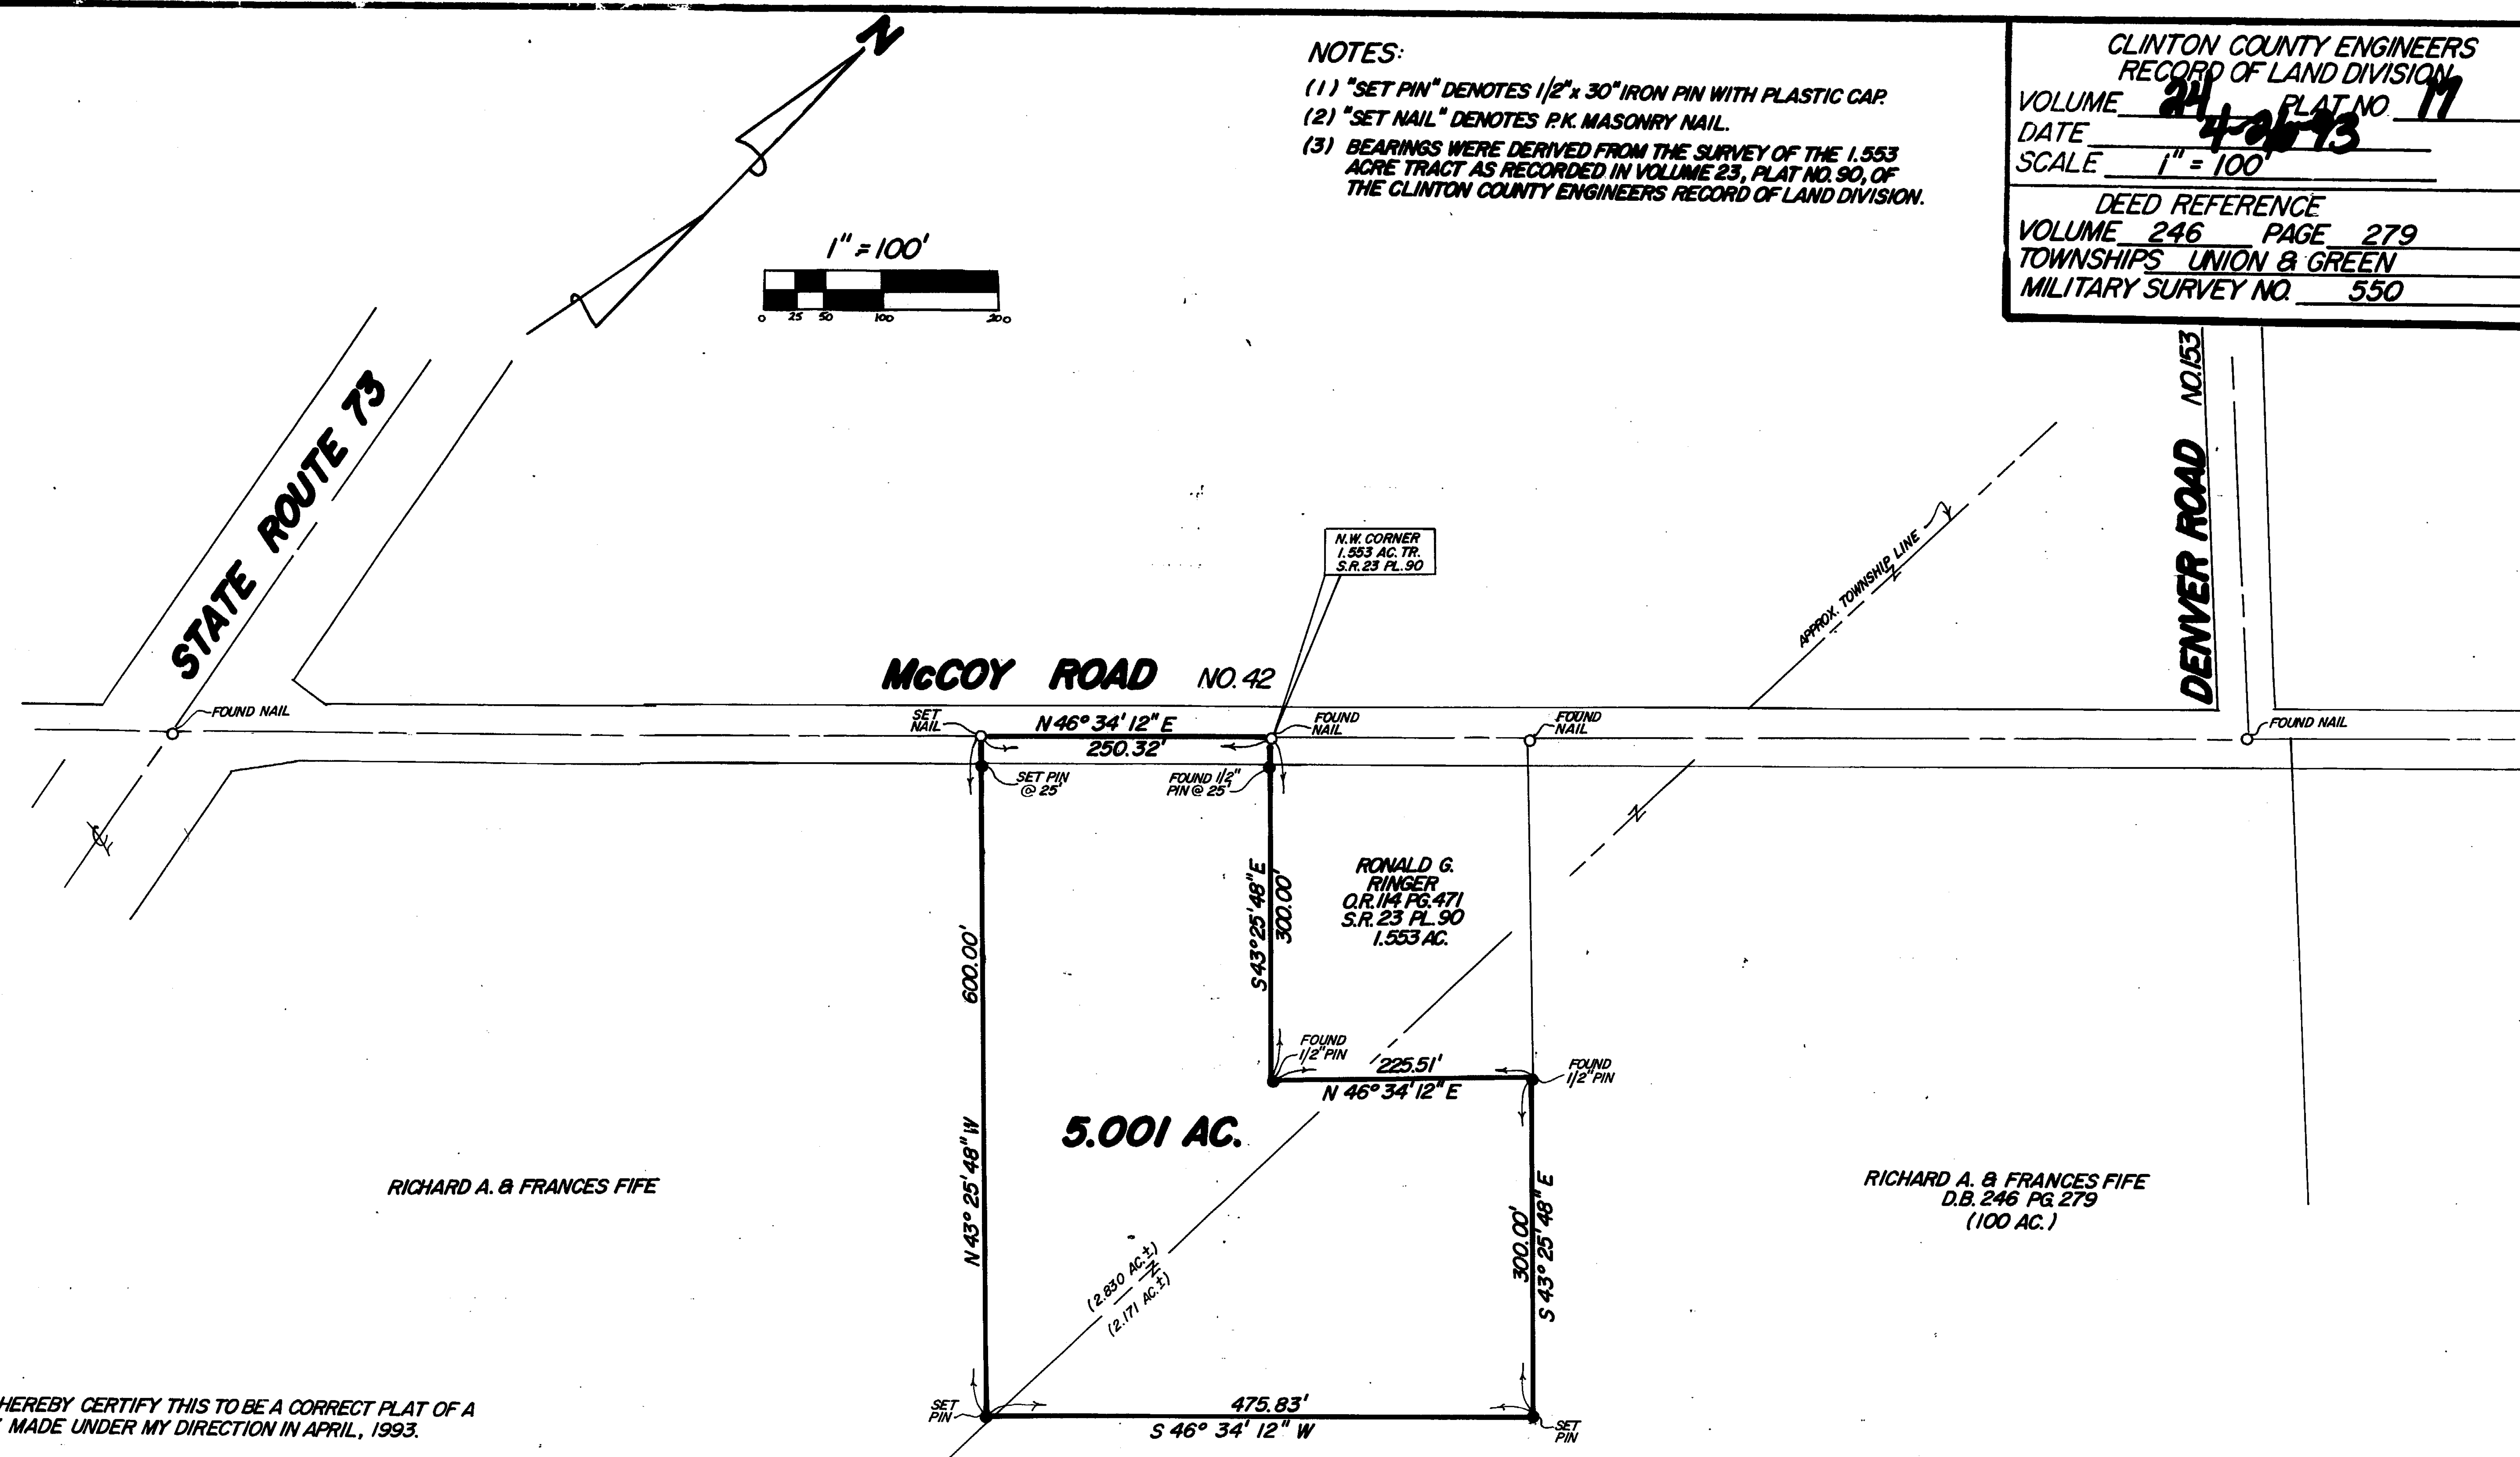 N
NOTES:
(1) "SET PIN" DENOTES 1/2" x 30" IRON PIN WITH PLASTIC CAP.
(2) "SET NAIL" DENOTES P.K. MASONRY NAIL.
(3) BEARINGS WERE DERIVED FROM THE SURVEY OF THE 1.553
ACRE TRACT AS RECORDED IN VOLUME 23, PLAT NO. 90, OF
THE CLINTON COUNTY ENGINEERS RECORD OF LAND DIVISION.
CLINTON COUNTY ENGINEERS
RECORD OF LAND DIVISION
VOLUME 24 PLAT NO 17
DATE 4-26-93
SCALE 1" = 100'
DEED REFERENCE
VOLUME 246 PAGE 279
TOWNSHIPS UNION & GREEN
MILITARY SURVEY NO. 550
1" = 100'
0 25 50 100 200
STATE ROUTE 73
DENVER ROAD NO.153
N.W. CORNER
1.553 AC. TR.
S.R. 23 PL. 90
APPROX. TOWNSHIP LINE
McCOY ROAD NO. 42
FOUND NAIL
SET
NAIL
N 46° 34' 12" E
250.32'
FOUND
NAIL
FOUND
NAIL
FOUND NAIL
SET PIN
@ 25'
FOUND 1/2"
PIN @ 25'
600.00'
N 43° 25' 48" W
S 43° 25' 48" E
300.00'
RONALD G.
RINGER
O.R. 114 PG. 471
S.R. 23 PL. 90
1.553 AC.
FOUND
1/2" PIN
225.51'
N 46° 34' 12" E
FOUND
1/2" PIN
5.001 AC.
RICHARD A. & FRANCES FIFE
300.00'
S 43° 25' 48" E
RICHARD A. & FRANCES FIFE
D.B. 246 PG. 279
(100 AC.)
(2.830 AC.±)
(2.171 AC.±)
SET
PIN
475.83'
S 46° 34' 12" W
SET
PIN
HEREBY CERTIFY THIS TO BE A CORRECT PLAT OF A
MADE UNDER MY DIRECTION IN APRIL, 1993.